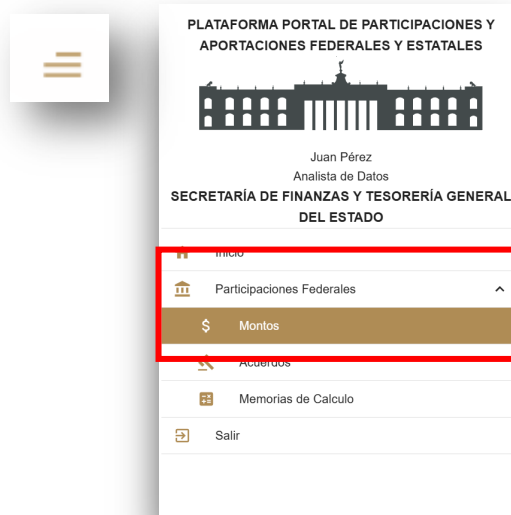 PLATAFORMA PORTAL DE PARTICIPACIONES Y
APORTACIONES FEDERALES Y ESTATALES
Juan Pérez
Analista de Datos
SECRETARÍA DE FINANZAS Y TESORERÍA GENERAL
DEL ESTADO
Inicio
Participaciones Federales
$ Montos
Acuerdos
Memorias de Calculo
Salir